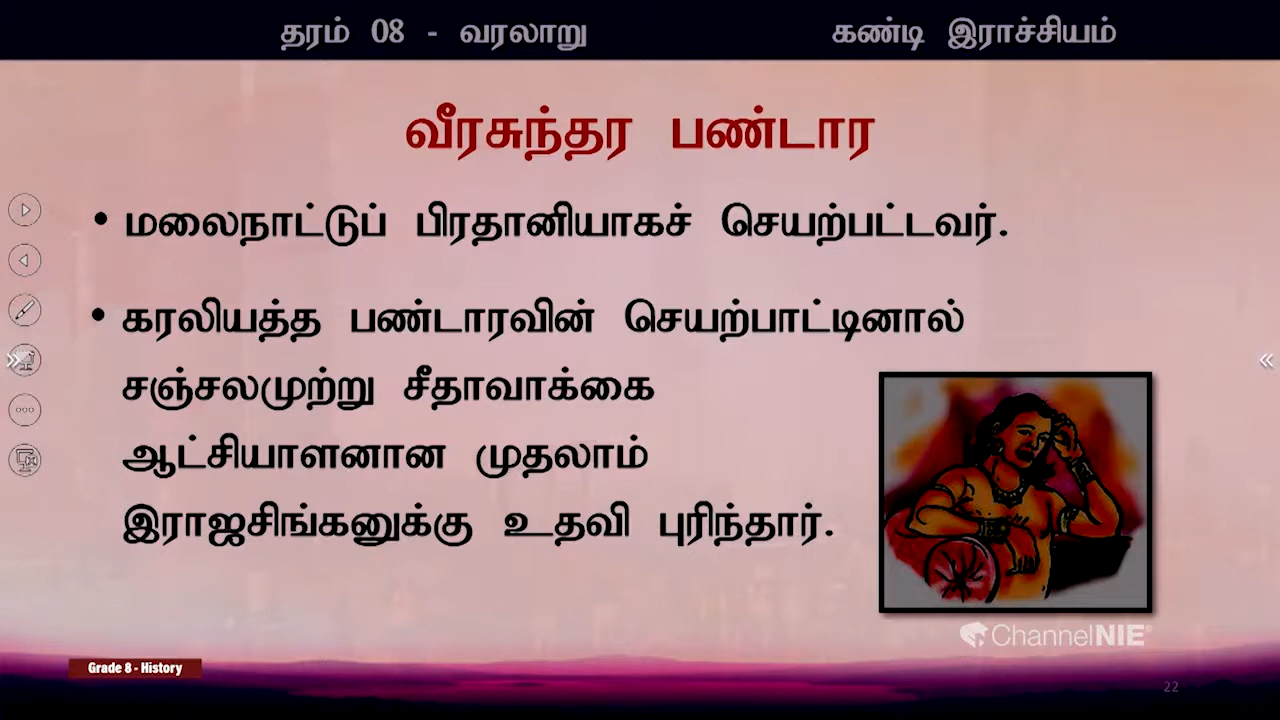 தரம் 08 - வரலாறு
கண்டி இராச்சியம்
வீரசுந்தர பண்டார
• மலைநாட்டுப் பிரதானியாகச் செயற்பட்டவர்.
• கரலியத்த பண்டாரவின் செயற்பாட்டினால்
சஞ்சலமுற்று சீதாவாக்கை
ஆட்சியாளனான முதலாம்
இராஜசிங்கனுக்கு உதவி புரிந்தார்.
ChannelNIE
Grade 8 - History
22